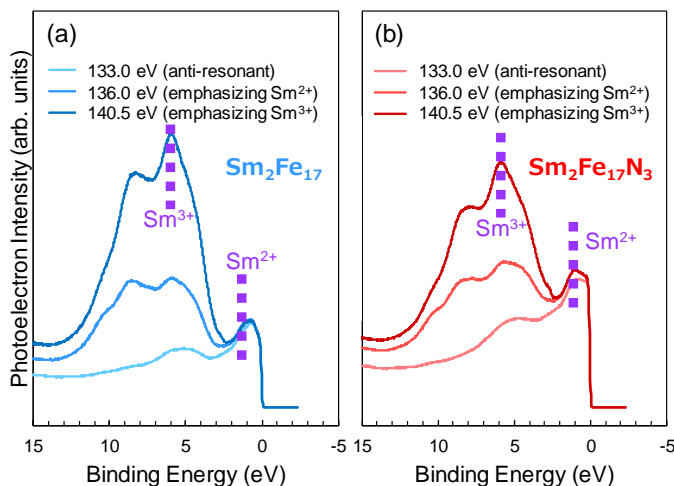 (a)
133.0 eV (anti-resonant)
136.0 eV (emphasizing Sm²⁺)
140.5 eV (emphasizing Sm³⁺)
Sm₂Fe₁₇
Sm³⁺
Sm²⁺
Photoelectron Intensity (arb. units)
15 10 5 0 -5
Binding Energy (eV)
(b)
133.0 eV (anti-resonant)
136.0 eV (emphasizing Sm²⁺)
140.5 eV (emphasizing Sm³⁺)
Sm₂Fe₁₇N₃
Sm³⁺
Sm²⁺
15 10 5 0 -5
Binding Energy (eV)